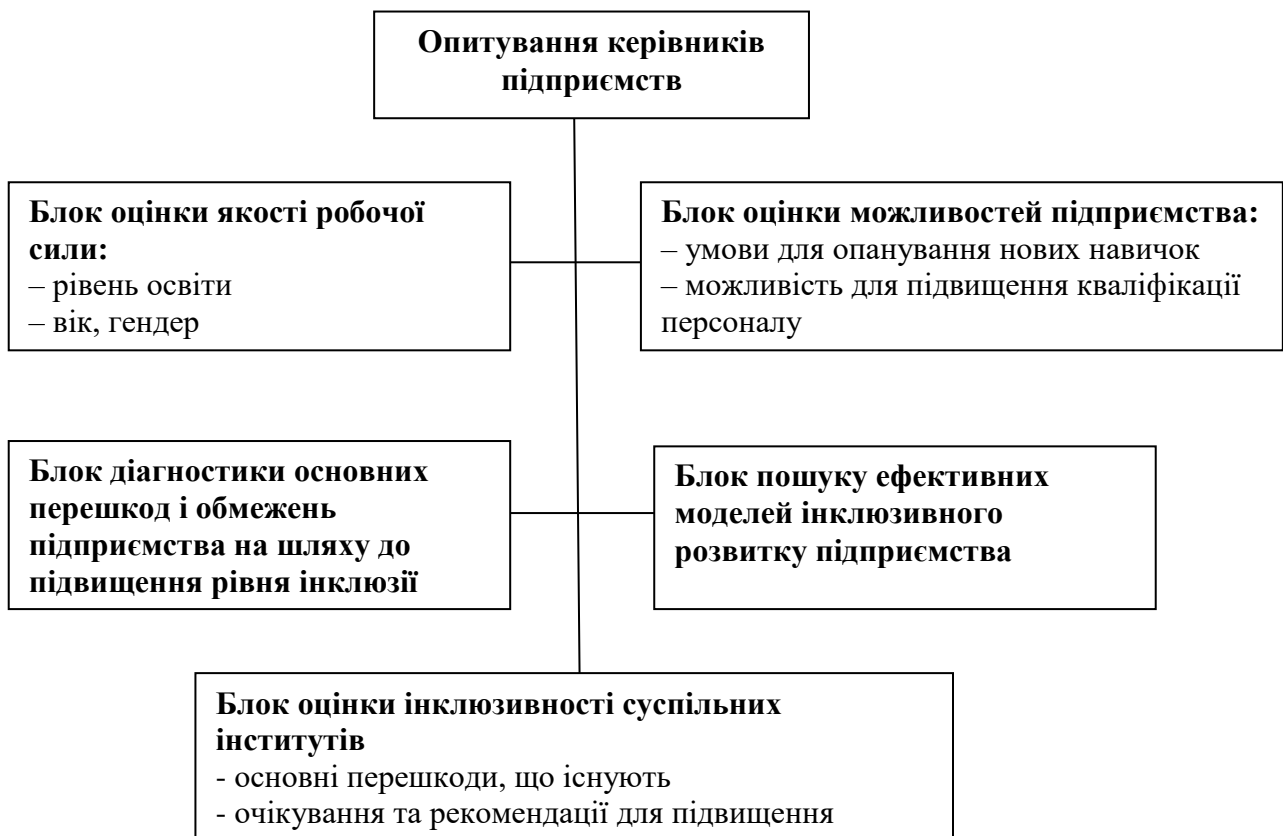 Опитування керівників
підприємств
Блок оцінки якості робочої
сили:
– рівень освіти
– вік, гендер
Блок оцінки можливостей підприємства:
– умови для опанування нових навичок
– можливість для підвищення кваліфікації
персоналу
Блок діагностики основних
перешкод і обмежень
підприємства на шляху до
підвищення рівня інклюзії
Блок пошуку ефективних
моделей інклюзивного
розвитку підприємства
Блок оцінки інклюзивності суспільних
інститутів
- основні перешкоди, що існують
- очікування та рекомендації для підвищення